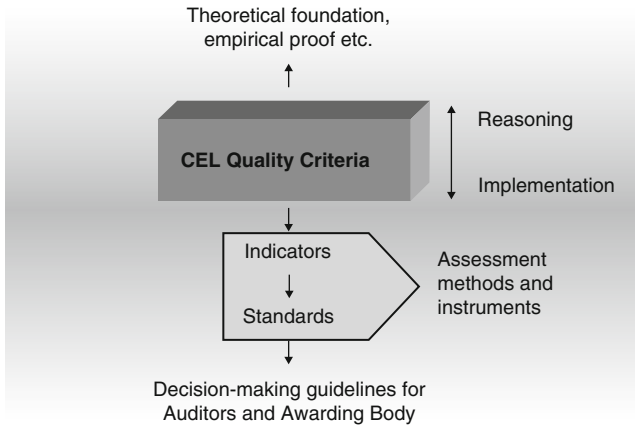 Theoretical foundation,
empirical proof etc.
CEL Quality Criteria
Reasoning
Implementation
Indicators
Standards
Assessment
methods and
instruments
Decision-making guidelines for
Auditors and Awarding Body